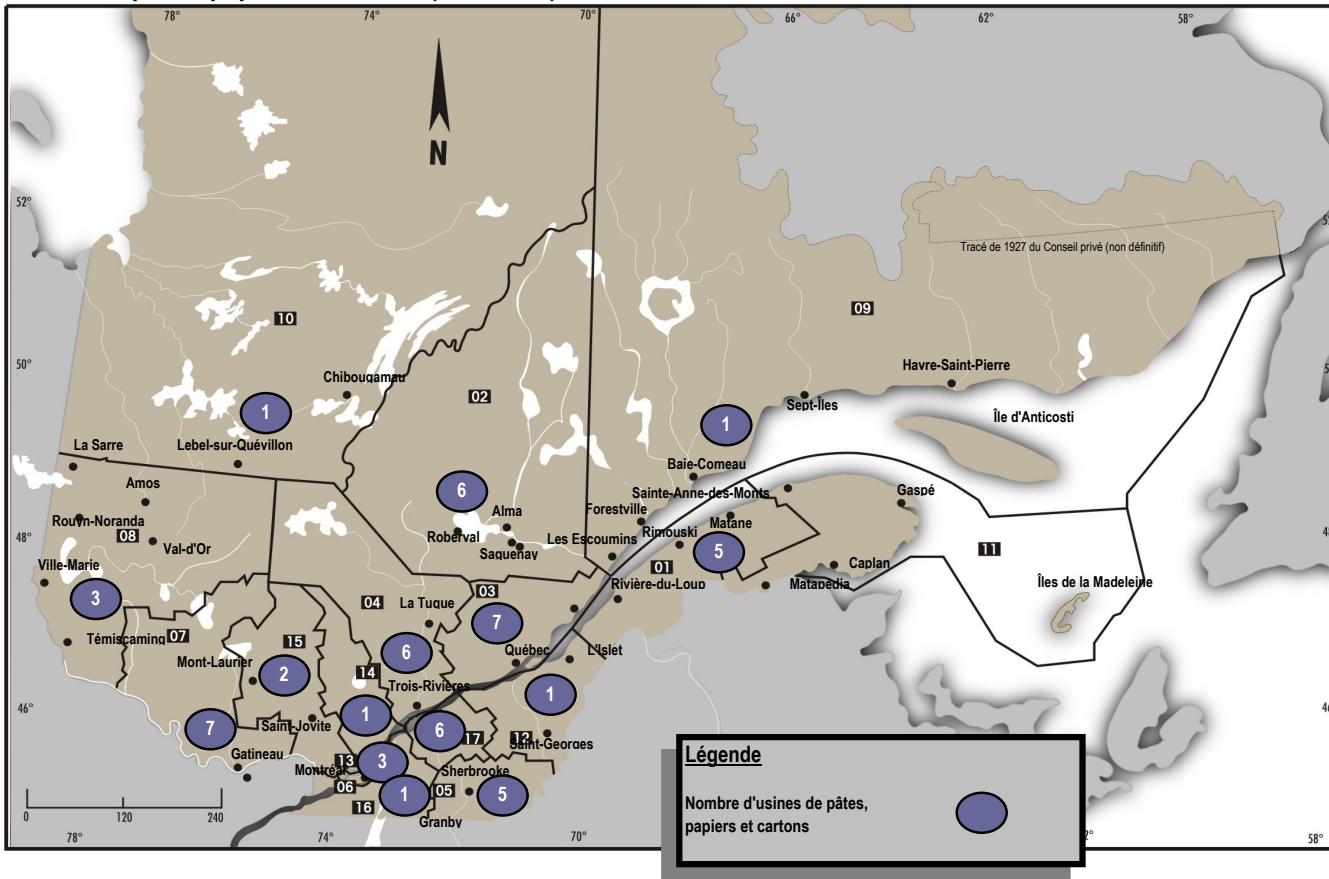 78°
74°
70°
66°
62°
58°
N
52°
Tracé de 1927 du Conseil privé (non définitif)
10
09
50°
Chibougamau
Havre-Saint-Pierre
02
Sept-Îles
1
1
Île d'Anticosti
La Sarre
Lebel-sur-Quévillon
Baie-Comeau
Amos
6
Sainte-Anne-des-Monts
Gaspé
Alma
Forestville
Rouyn-Noranda
Matane
48°
08
Val-d'Or
Roberval
Saguenay
Les Escoumins
Rimouski
5
11
Ville-Marie
01
Caplan
Rivière-du-Loup
Matapédia
Îles de la Madeleine
3
04
La Tuque
03
7
Témiscaming
07
15
Québec
L'Islet
Mont-Laurier
2
14
6
46°
Trois-Rivières
1
1
7
Saint-Jovite
6
17
12
Saint-Georges
Gatineau
13
3
Montréal
Sherbrooke
06
1
05
5
16
Granby
0
120
240
78°
74°
70°
58°
Légende
Nombre d'usines de pâtes,
papiers et cartons